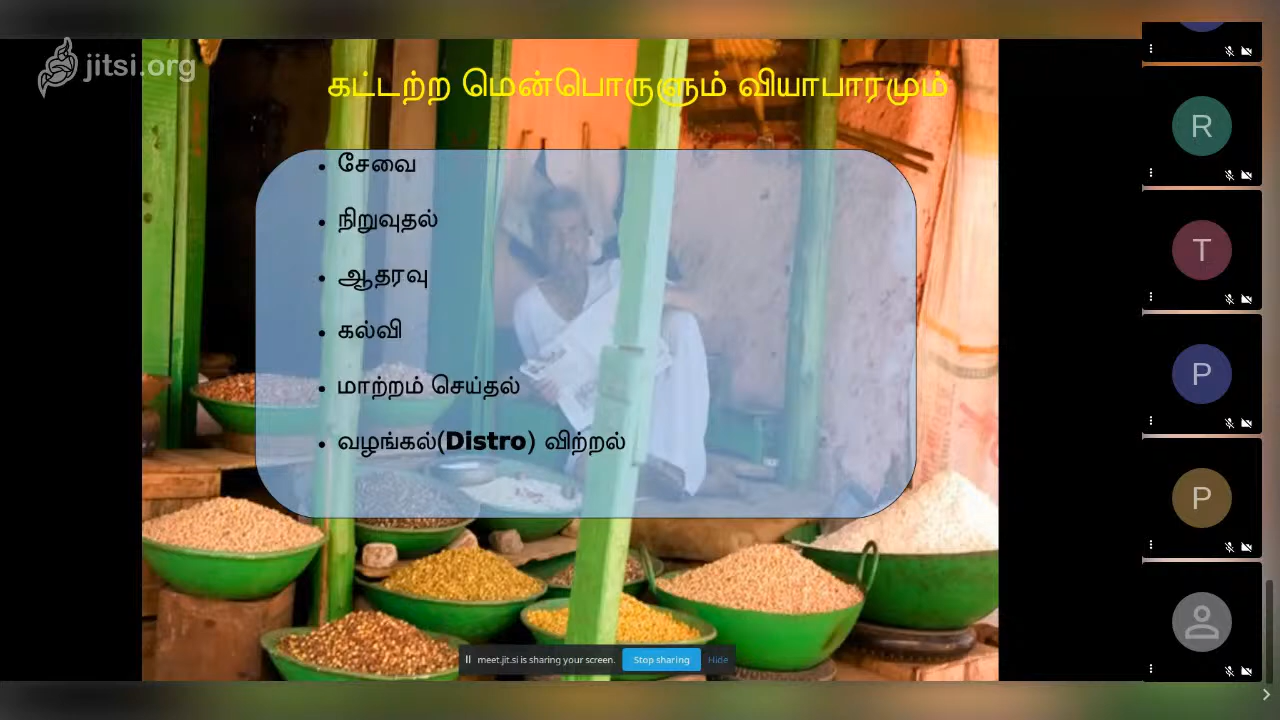 jitsi.org
கட்டற்ற மென்பொருளும் வியாபாரமும்
சேவை
நிறுவுதல்
ஆதரவு
கல்வி
மாற்றம் செய்தல்
வழங்கல்(Distro) விற்றல்
R
T
P
P
meet.jit.si is sharing your screen. Stop sharing Hide